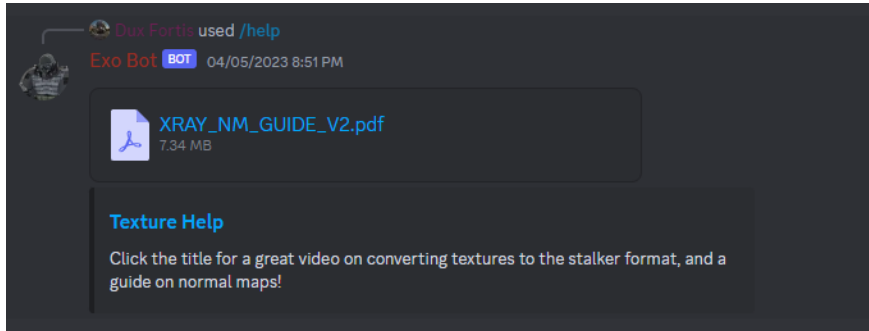 Dux Fortis used /help
Exo Bot BOT 04/05/2023 8:51 PM
XRAY_NM_GUIDE_V2.pdf
7.34 MB
Texture Help
Click the title for a great video on converting textures to the stalker format, and a
guide on normal maps!